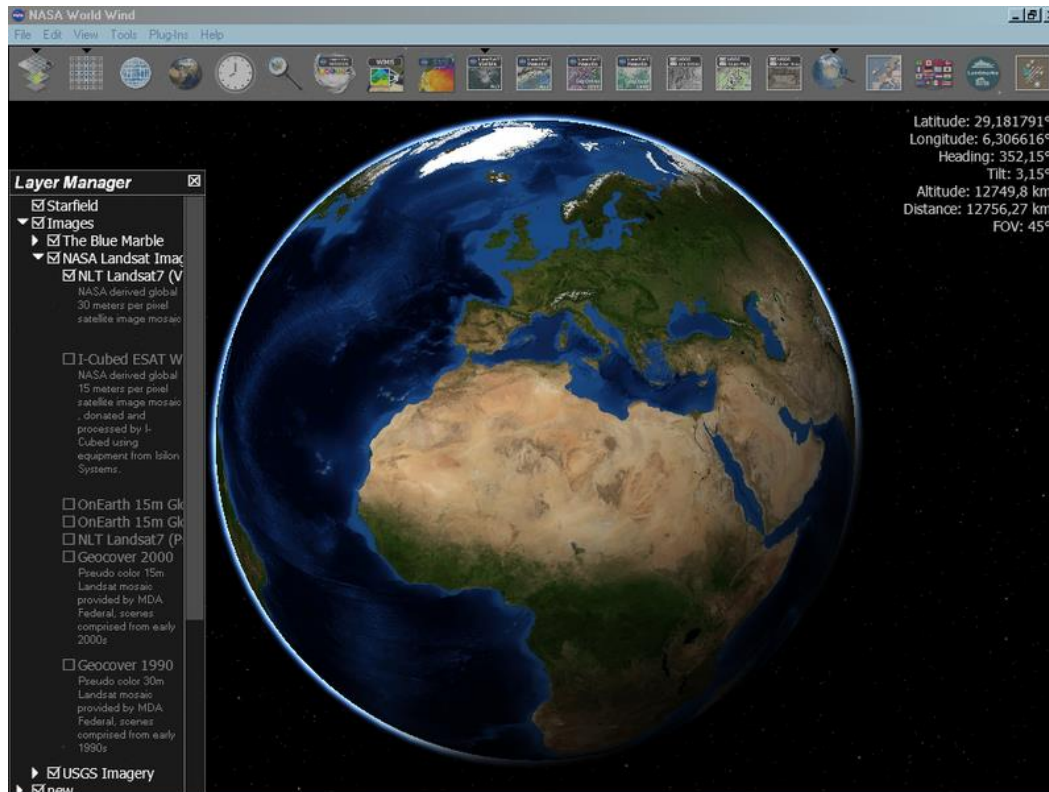 NASA World Wind
File Edit View Tools Plug-Ins Help
WMS
Landmarks
Latitude: 29,181791°
Longitude: 6,306616°
Heading: 352,15°
Tilt: 3,15°
Altitude: 12749,8 km
Distance: 12756,27 km
FOV: 45°
Layer Manager
Starfield
Images
The Blue Marble
NASA Landsat Imag
NLT Landsat7 (V
NASA derived global
30 meters per pixel
satellite image mosaic
I-Cubed ESAT W
NASA derived global
15 meters per pixel
satellite image mosaic
, donated and
processed by I-
Cubed using
equipment from Isilon
Systems.
OnEarth 15m Gl
OnEarth 15m Gl
NLT Landsat7 (P
Geocover 2000
Pseudo color 15m
Landsat mosaic
provided by MDA
Federal, scenes
comprised from early
2000s
Geocover 1990
Pseudo color 30m
Landsat mosaic
provided by MDA
Federal, scenes
comprised from early
1990s
USGS Imagery
new